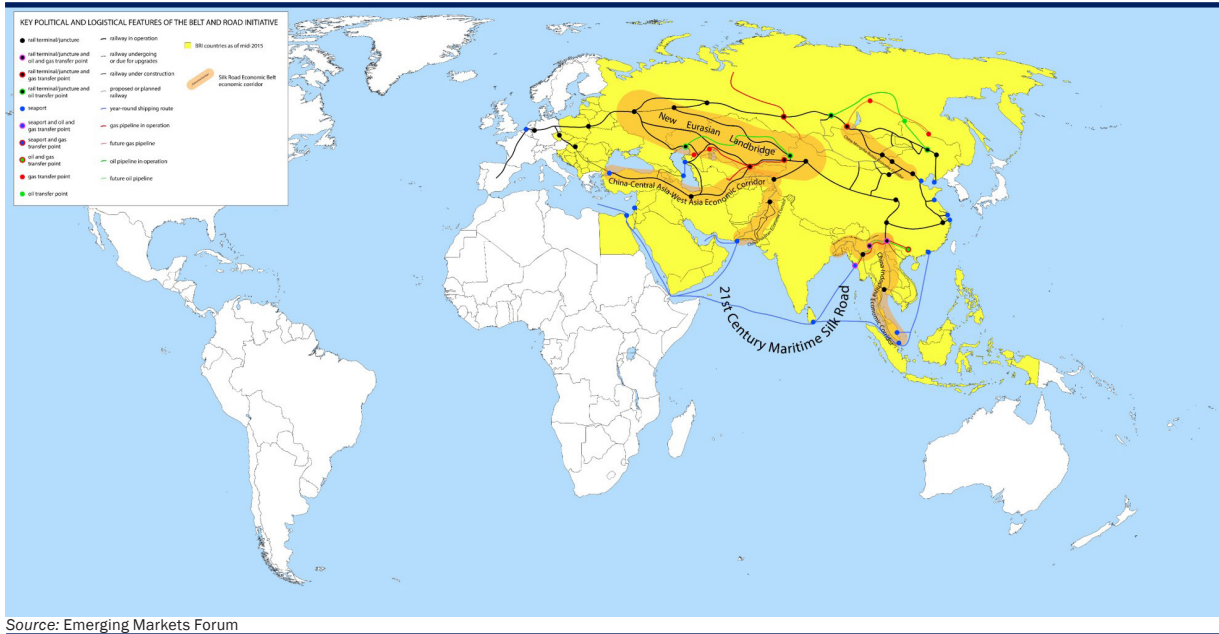 KEY POLITICAL AND LOGISTICAL FEATURES OF THE BELT AND ROAD INITIATIVE
rail terminal/juncture
rail terminal/juncture and
oil and gas transfer point
rail terminal/juncture and
gas transfer point
rail terminal/juncture and
oil transfer point
seaport
seaport and oil and
gas transfer point
seaport and gas
transfer point
oil and gas
transfer point
gas transfer point
oil transfer point
railway in operation
railway undergoing
or due for upgrades
railway under construction
proposed or planned
railway
year-round shipping route
gas pipeline in operation
future gas pipeline
oil pipeline in operation
future oil pipeline
BRI countries as of mid-2015
Silk Road Economic Belt
economic corridor
New Eurasian Landbridge
China-Central Asia-West Asia Economic Corridor
Economic Corridor
21st Century Maritime Silk Road
Source: Emerging Markets Forum